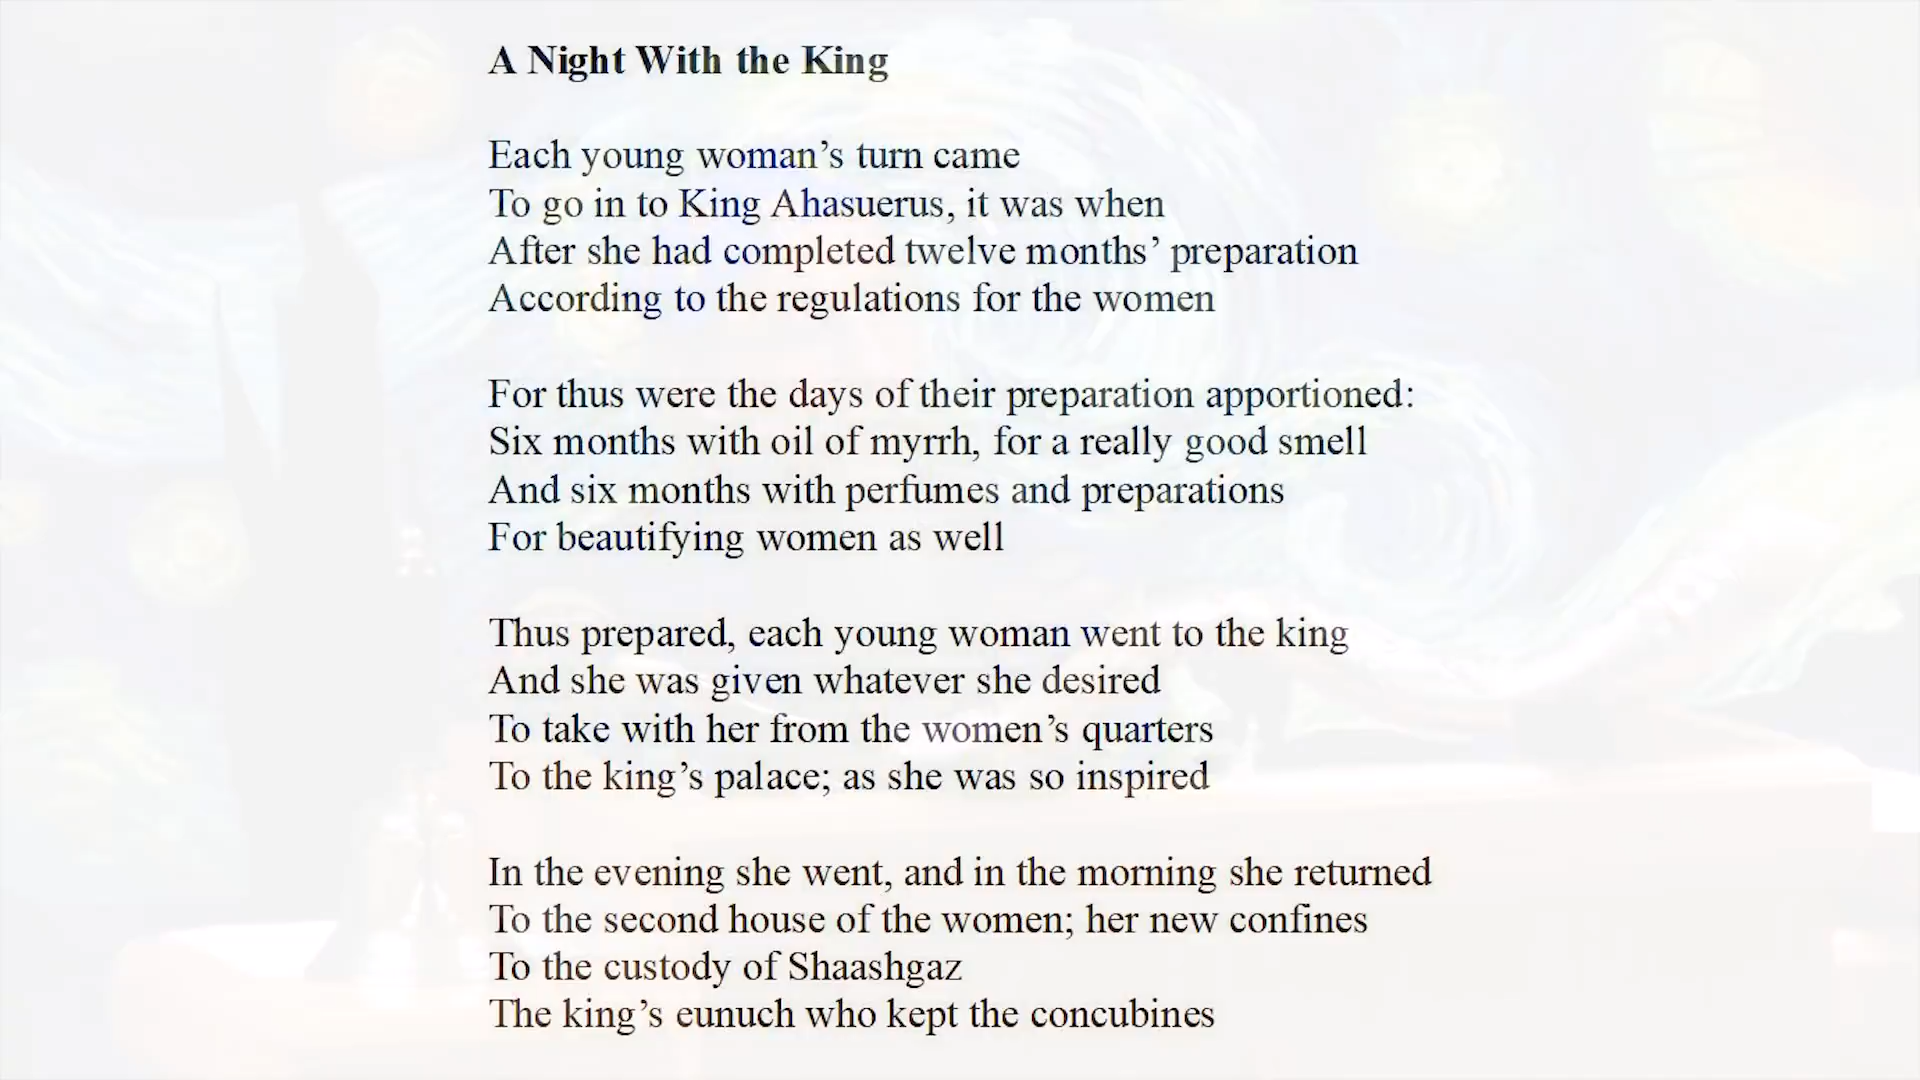 A Night With the King
Each young woman’s turn came
To go in to King Ahasuerus, it was when
After she had completed twelve months’ preparation
According to the regulations for the women
For thus were the days of their preparation apportioned:
Six months with oil of myrrh, for a really good smell
And six months with perfumes and preparations
For beautifying women as well
Thus prepared, each young woman went to the king
And she was given whatever she desired
To take with her from the women’s quarters
To the king’s palace; as she was so inspired
In the evening she went, and in the morning she returned
To the second house of the women; her new confines
To the custody of Shaashgaz
The king’s eunuch who kept the concubines